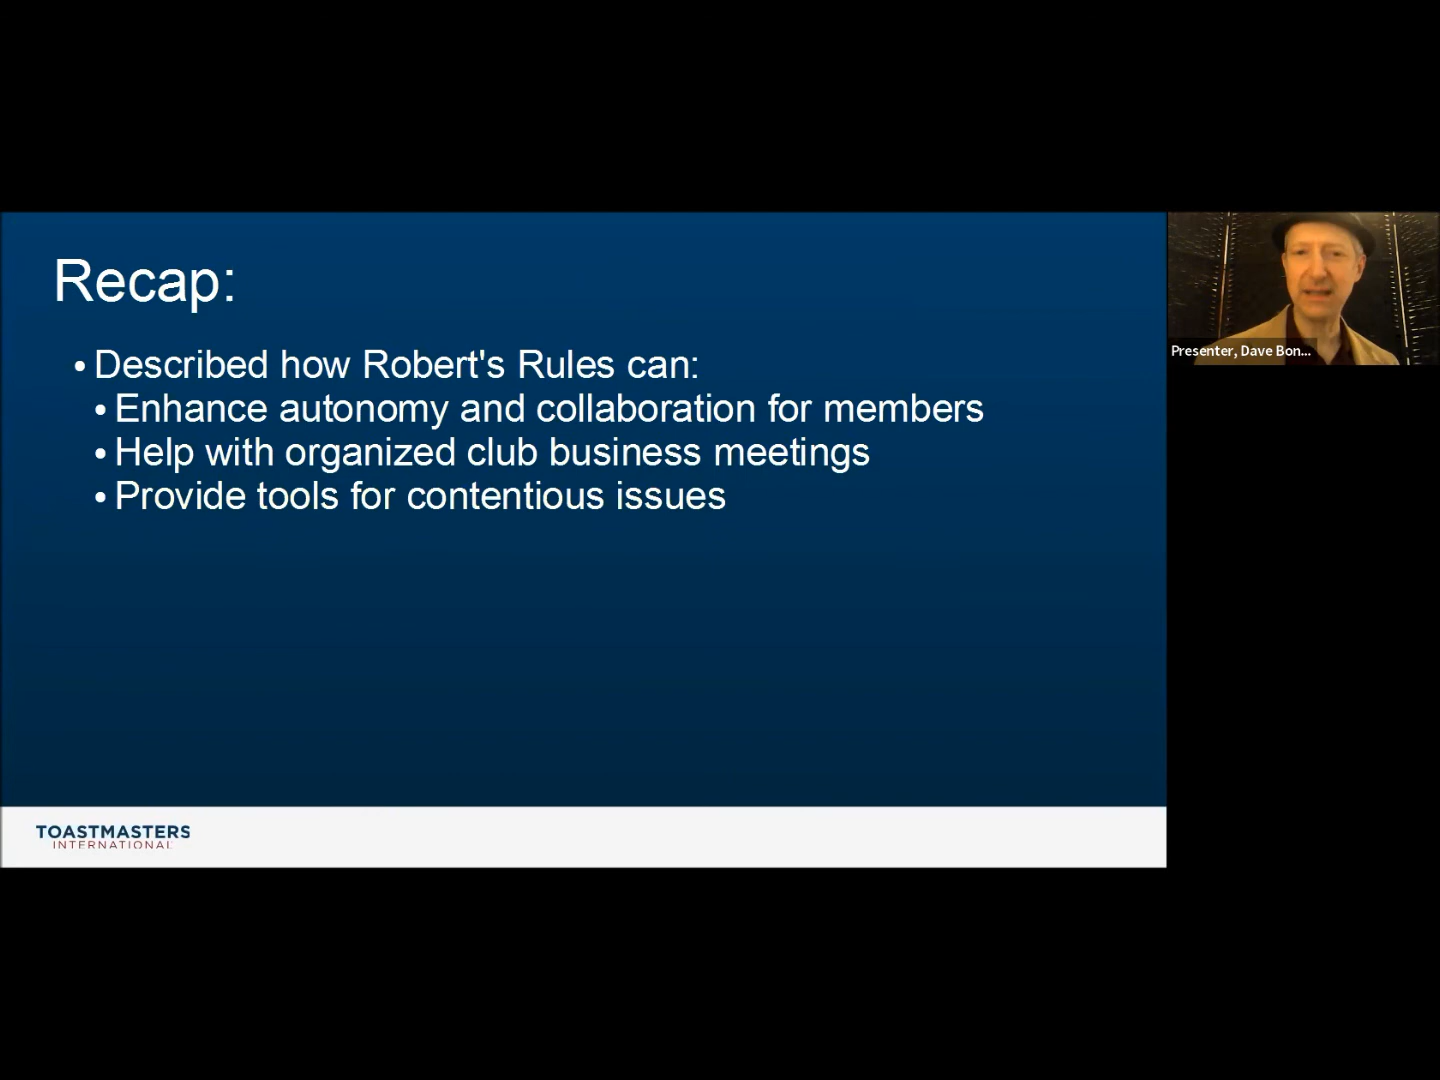 Recap:
• Described how Robert's Rules can:
• Enhance autonomy and collaboration for members
• Help with organized club business meetings
• Provide tools for contentious issues
Presenter, Dave Bon...
TOASTMASTERS
INTERNATIONAL